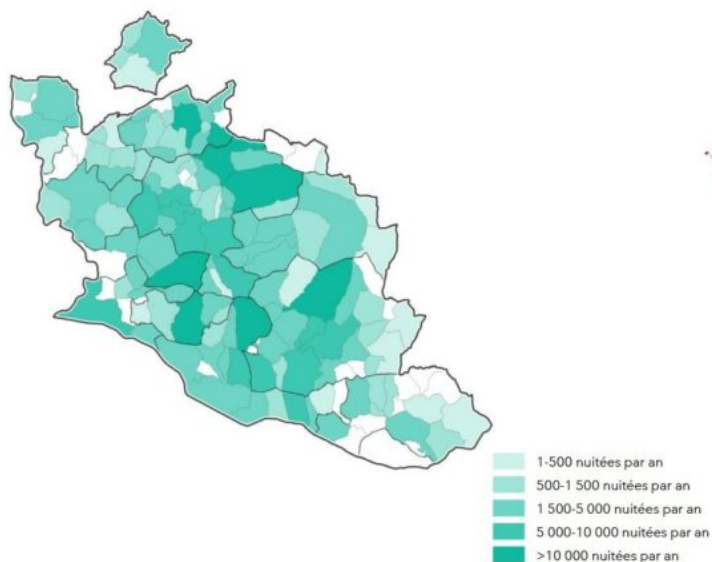 1-500 nuitées par an
500-1 500 nuitées par an
1 500-5 000 nuitées par an
5 000-10 000 nuitées par an
>10 000 nuitées par an